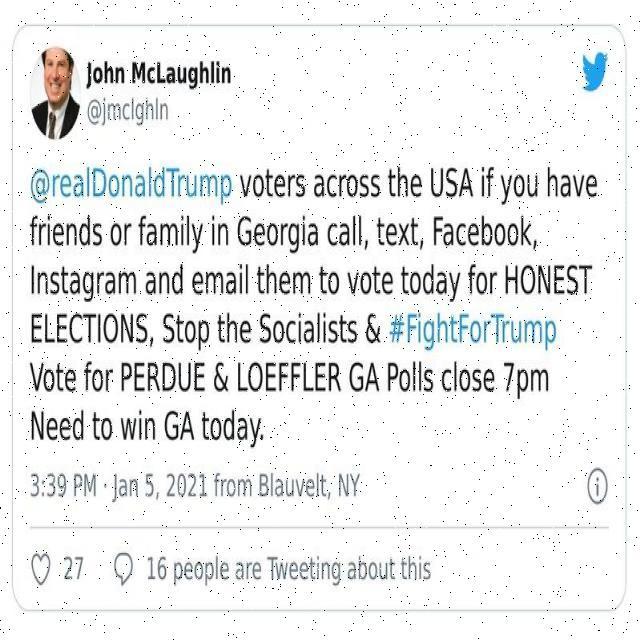 John McLaughlin
@jmclghln
@realDonaldTrump voters across the USA if you have
friends or family in Georgia call, text, Facebook,
Instagram and email them to vote today for HONEST
ELECTIONS, Stop the Socialists & #FightForTrump
Vote for PERDUE & LOEFFLER GA Polls close 7pm
Need to win GA today.
3:39 PM · Jan 5, 2021 from Blauvelt, NY
27 16 people are Tweeting about this